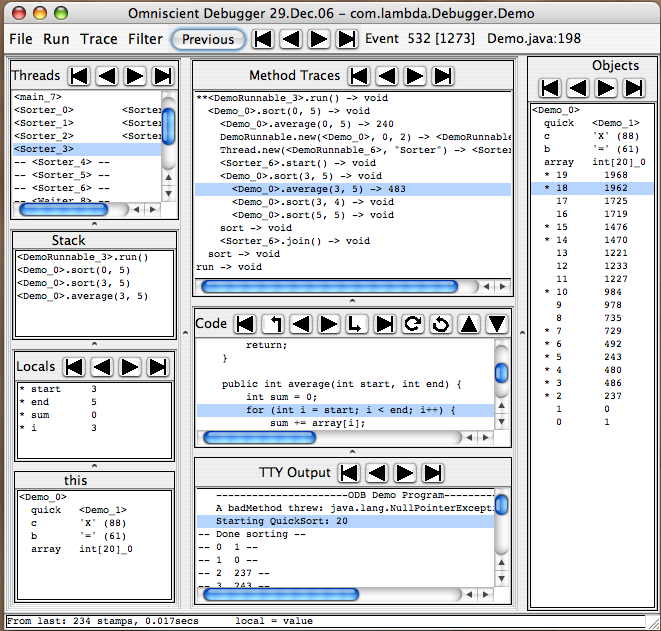 Omniscient Debugger 29.Dec.06 – com.lambda.Debugger.Demo
File Run Trace Filter Previous Event 532 [1273] Demo.java:198
Threads
<main_7>
<Sorter_0> <Sorte
<Sorter_1> <Sorte
<Sorter_2> <Sorte
<Sorter_3>
-- <Sorter_4> --
-- <Sorter_5> --
-- <Sorter_6> --
-- <Waiter_8> --
Stack
<DemoRunnable_3>.run()
<Demo_0>.sort(0, 5)
<Demo_0>.sort(3, 5)
<Demo_0>.average(3, 5)
Locals
* start 3
* end 5
* sum 0
* i 3
this
<Demo_0>
quick <Demo_1>
c 'X' (88)
b '=' (61)
array int[20]_0
Method Traces
**<DemoRunnable_3>.run() -> void
<Demo_0>.sort(0, 5) -> void
<Demo_0>.average(0, 5) -> 240
DemoRunnable.new(<Demo_0>, 0, 2) -> <DemoRunnable
Thread.new(<DemoRunnable_6>, "Sorter") -> <Sorter
<Sorter_6>.start() -> void
<Demo_0>.sort(3, 5) -> void
<Demo_0>.average(3, 5) -> 483
<Demo_0>.sort(3, 4) -> void
<Demo_0>.sort(5, 5) -> void
sort -> void
<Sorter_6>.join() -> void
sort -> void
run -> void
Code
return;
}
public int average(int start, int end) {
int sum = 0;
for (int i = start; i < end; i++) {
sum += array[i];
TTY Output
----------------------ODB Demo Program---------
A badMethod threw: java.lang.NullPointerExcepti
Starting QuickSort: 20
-- Done sorting --
-- 0 1 --
-- 1 0 --
-- 2 237 --
-- 3 243 --
Objects
<Demo_0>
quick <Demo_1>
c 'X' (88)
b '=' (61)
array int[20]_0
* 19 1968
* 18 1962
17 1725
16 1719
* 15 1476
* 14 1470
13 1221
12 1233
11 1227
* 10 984
9 978
8 735
* 7 729
* 6 492
* 5 243
* 4 480
* 3 486
* 2 237
1 0
0 1
From last: 234 stamps, 0.017secs local = value